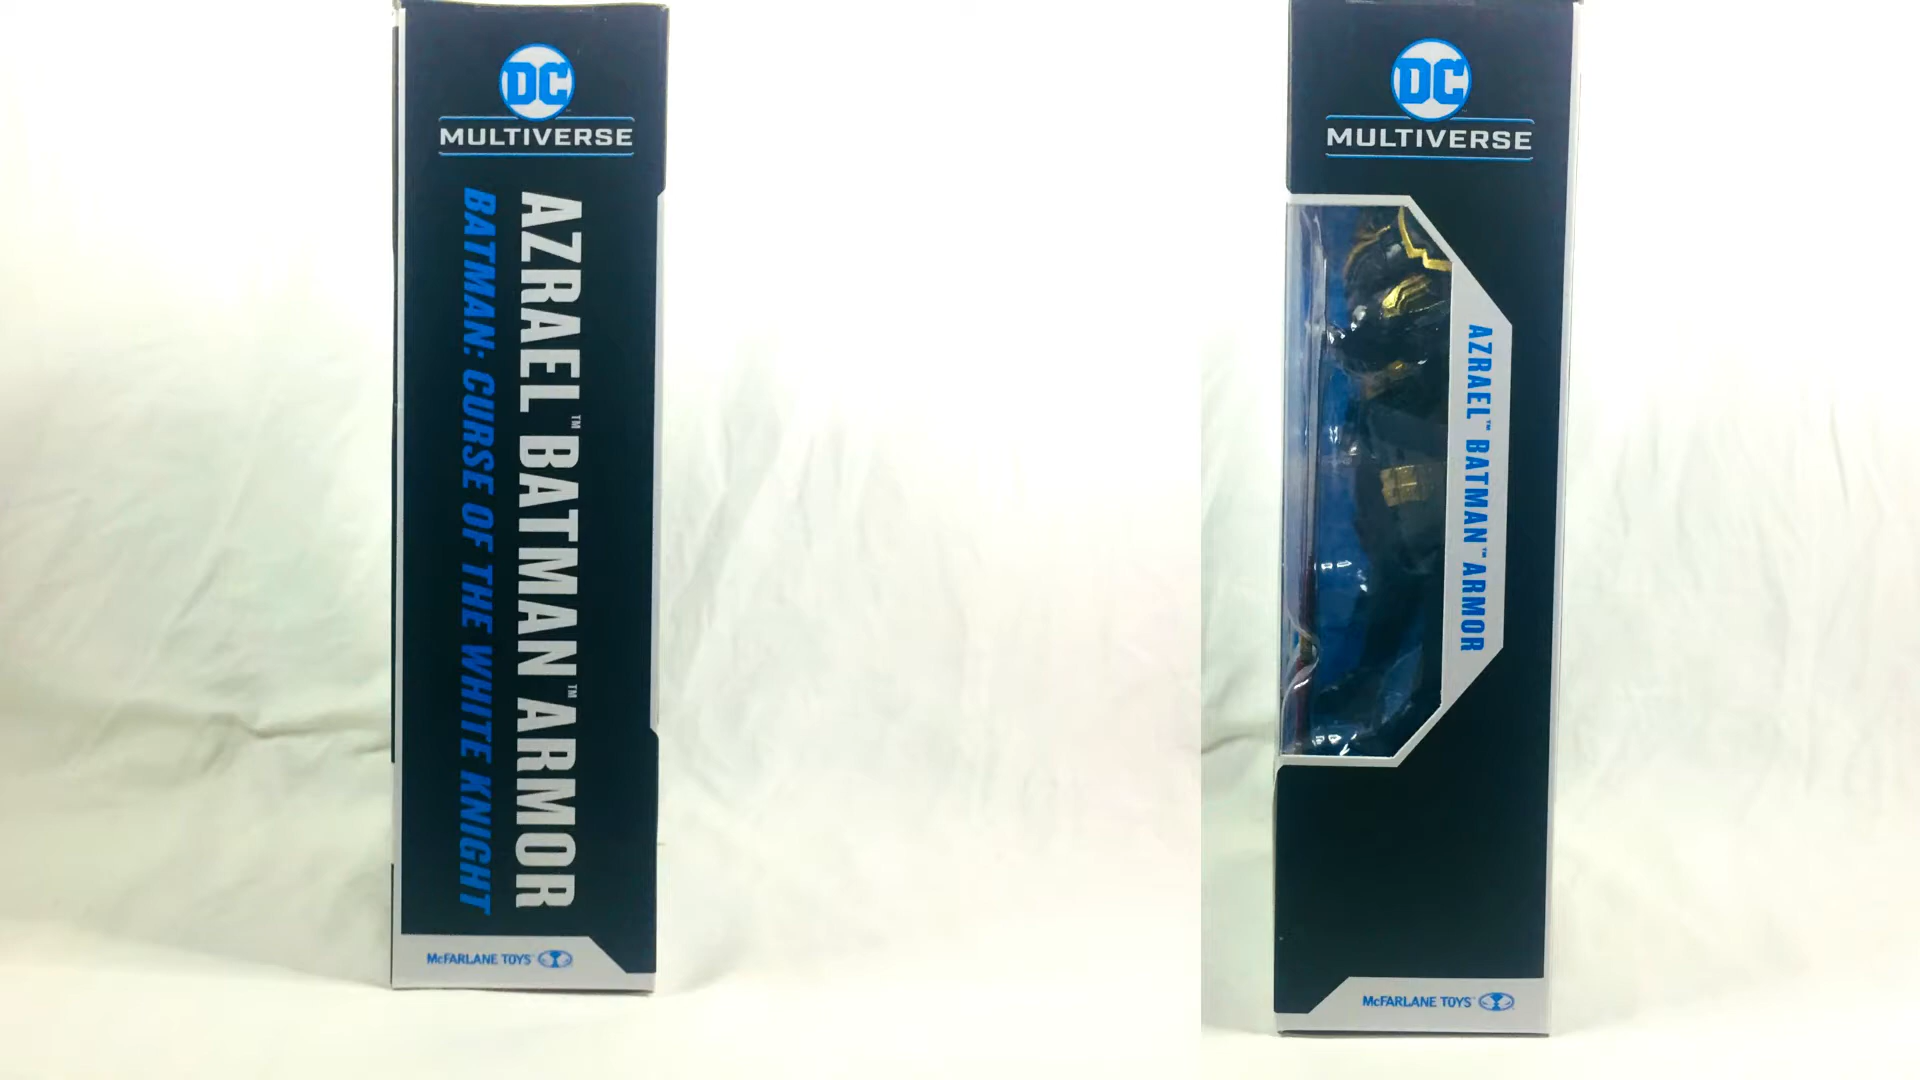 DC
MULTIVERSE
AZRAEL™ BATMAN™ ARMOR
BATMAN: CURSE OF THE WHITE KNIGHT
McFARLANE TOYS
DC
MULTIVERSE
AZRAEL™ BATMAN™ ARMOR
McFARLANE TOYS